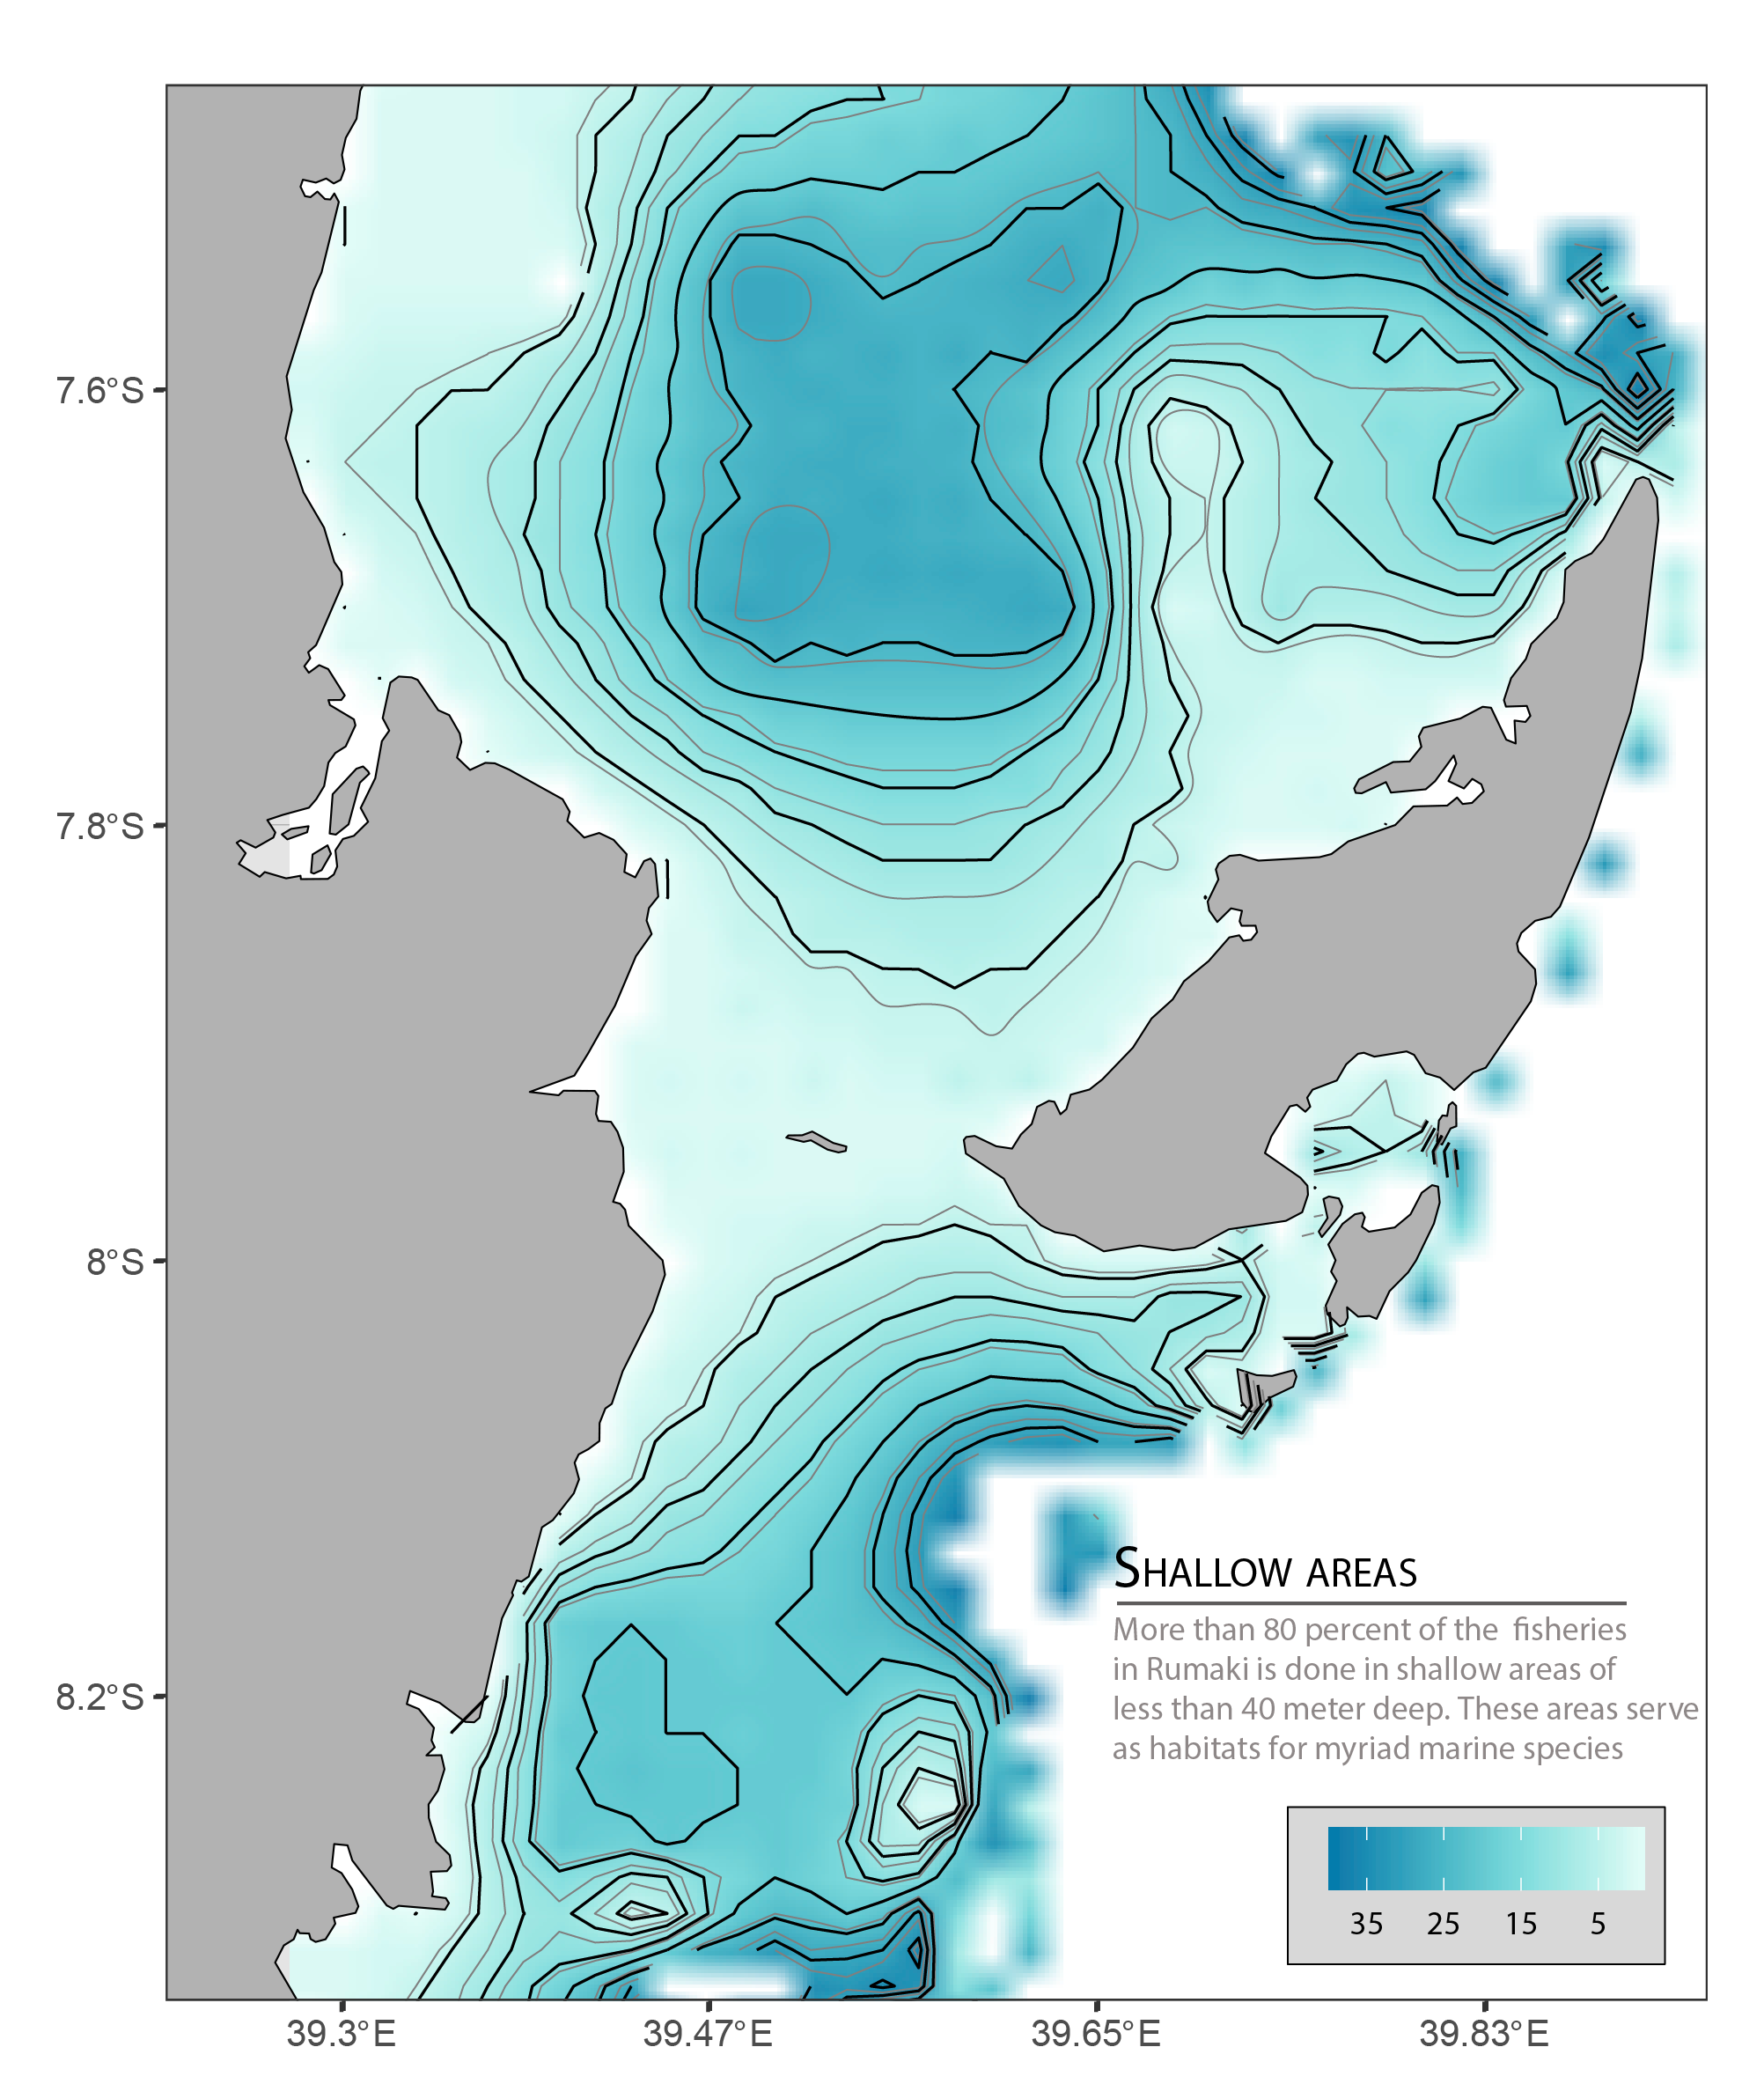 7.6°S
7.8°S
8°S
8.2°S
SHALLOW AREAS
More than 80 percent of the fisheries
in Rumaki is done in shallow areas of
less than 40 meter deep. These areas serve
as habitats for myriad marine species
35 25 15 5
39.3°E 39.47°E 39.65°E 39.83°E